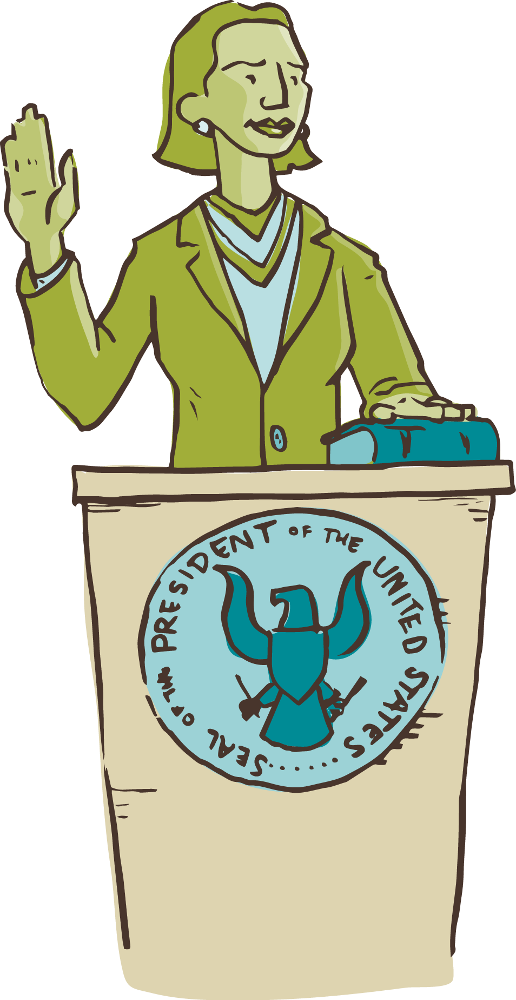 SEAL OF THE PRESIDENT OF THE UNITED STATES